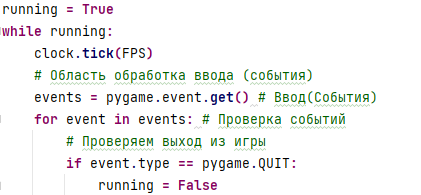 running = True
while running:
    clock.tick(FPS)
    # Область обработка ввода (события)
    events = pygame.event.get() # Ввод(События)
    for event in events: # Проверка событий
        # Проверяем выход из игры
        if event.type == pygame.QUIT:
            running = False